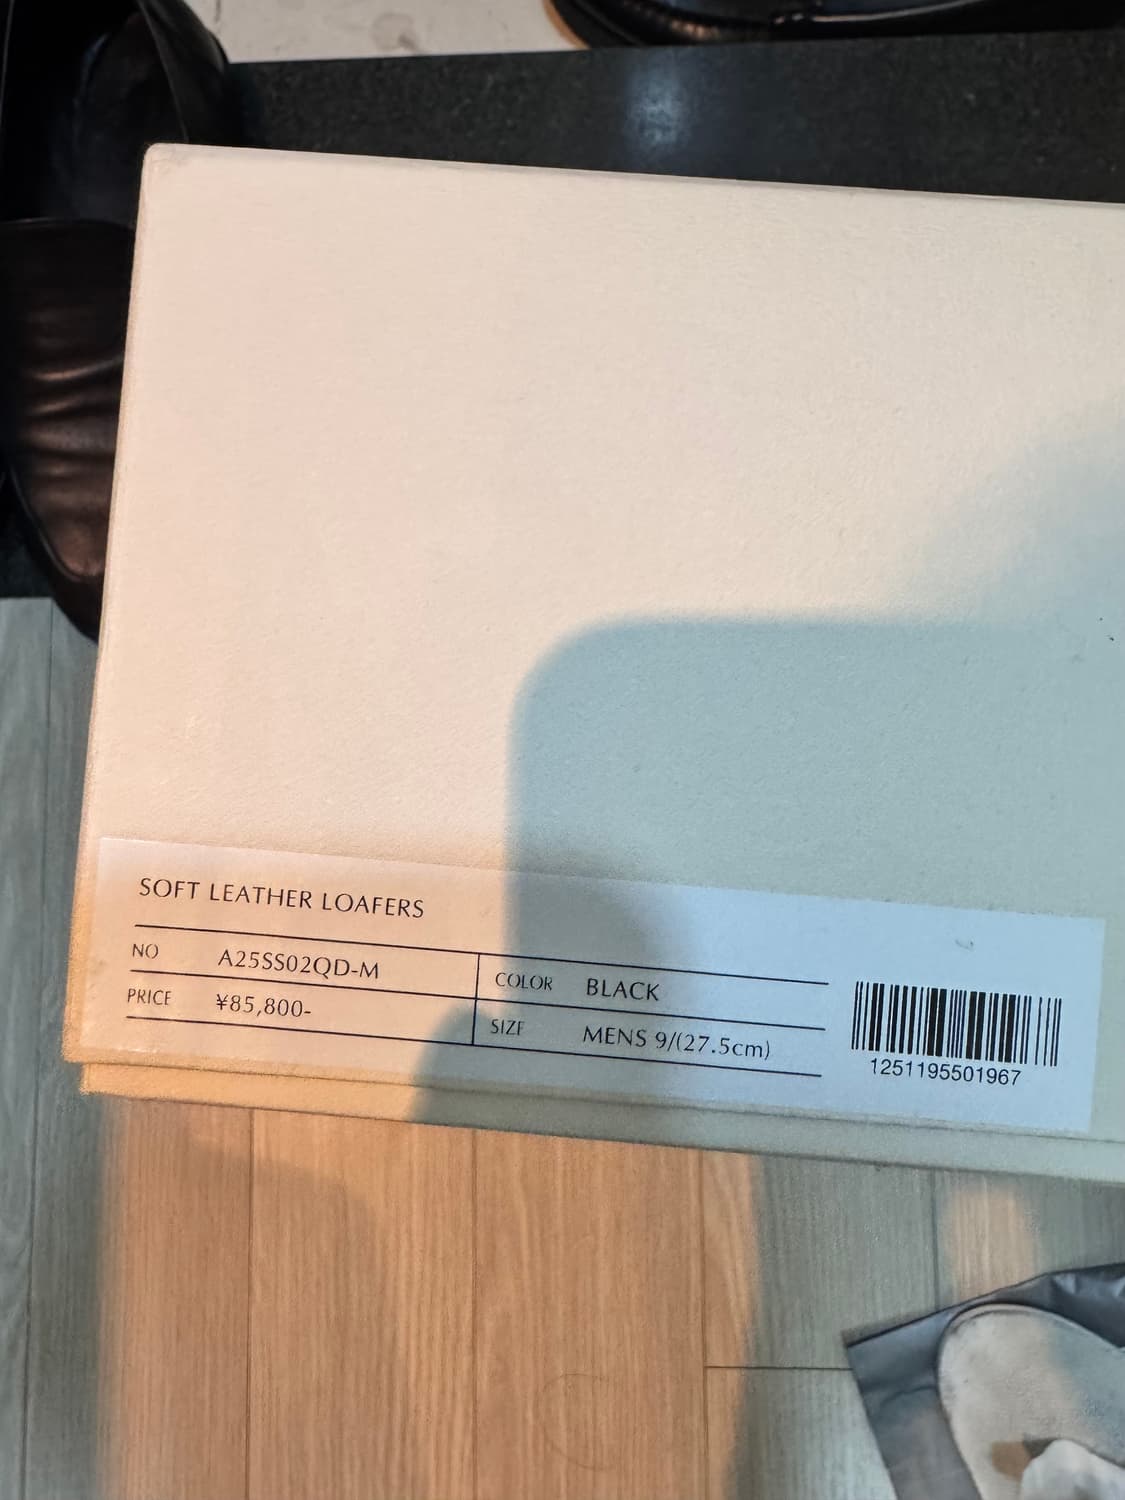 SOFT LEATHER LOAFERS
NO A25SS02QD-M
PRICE ¥85,800-
COLOR BLACK
SIZE MENS 9/(27.5cm)
1251195501967